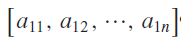 [a₁₁, a₁₂, ···, a₁ₙ]